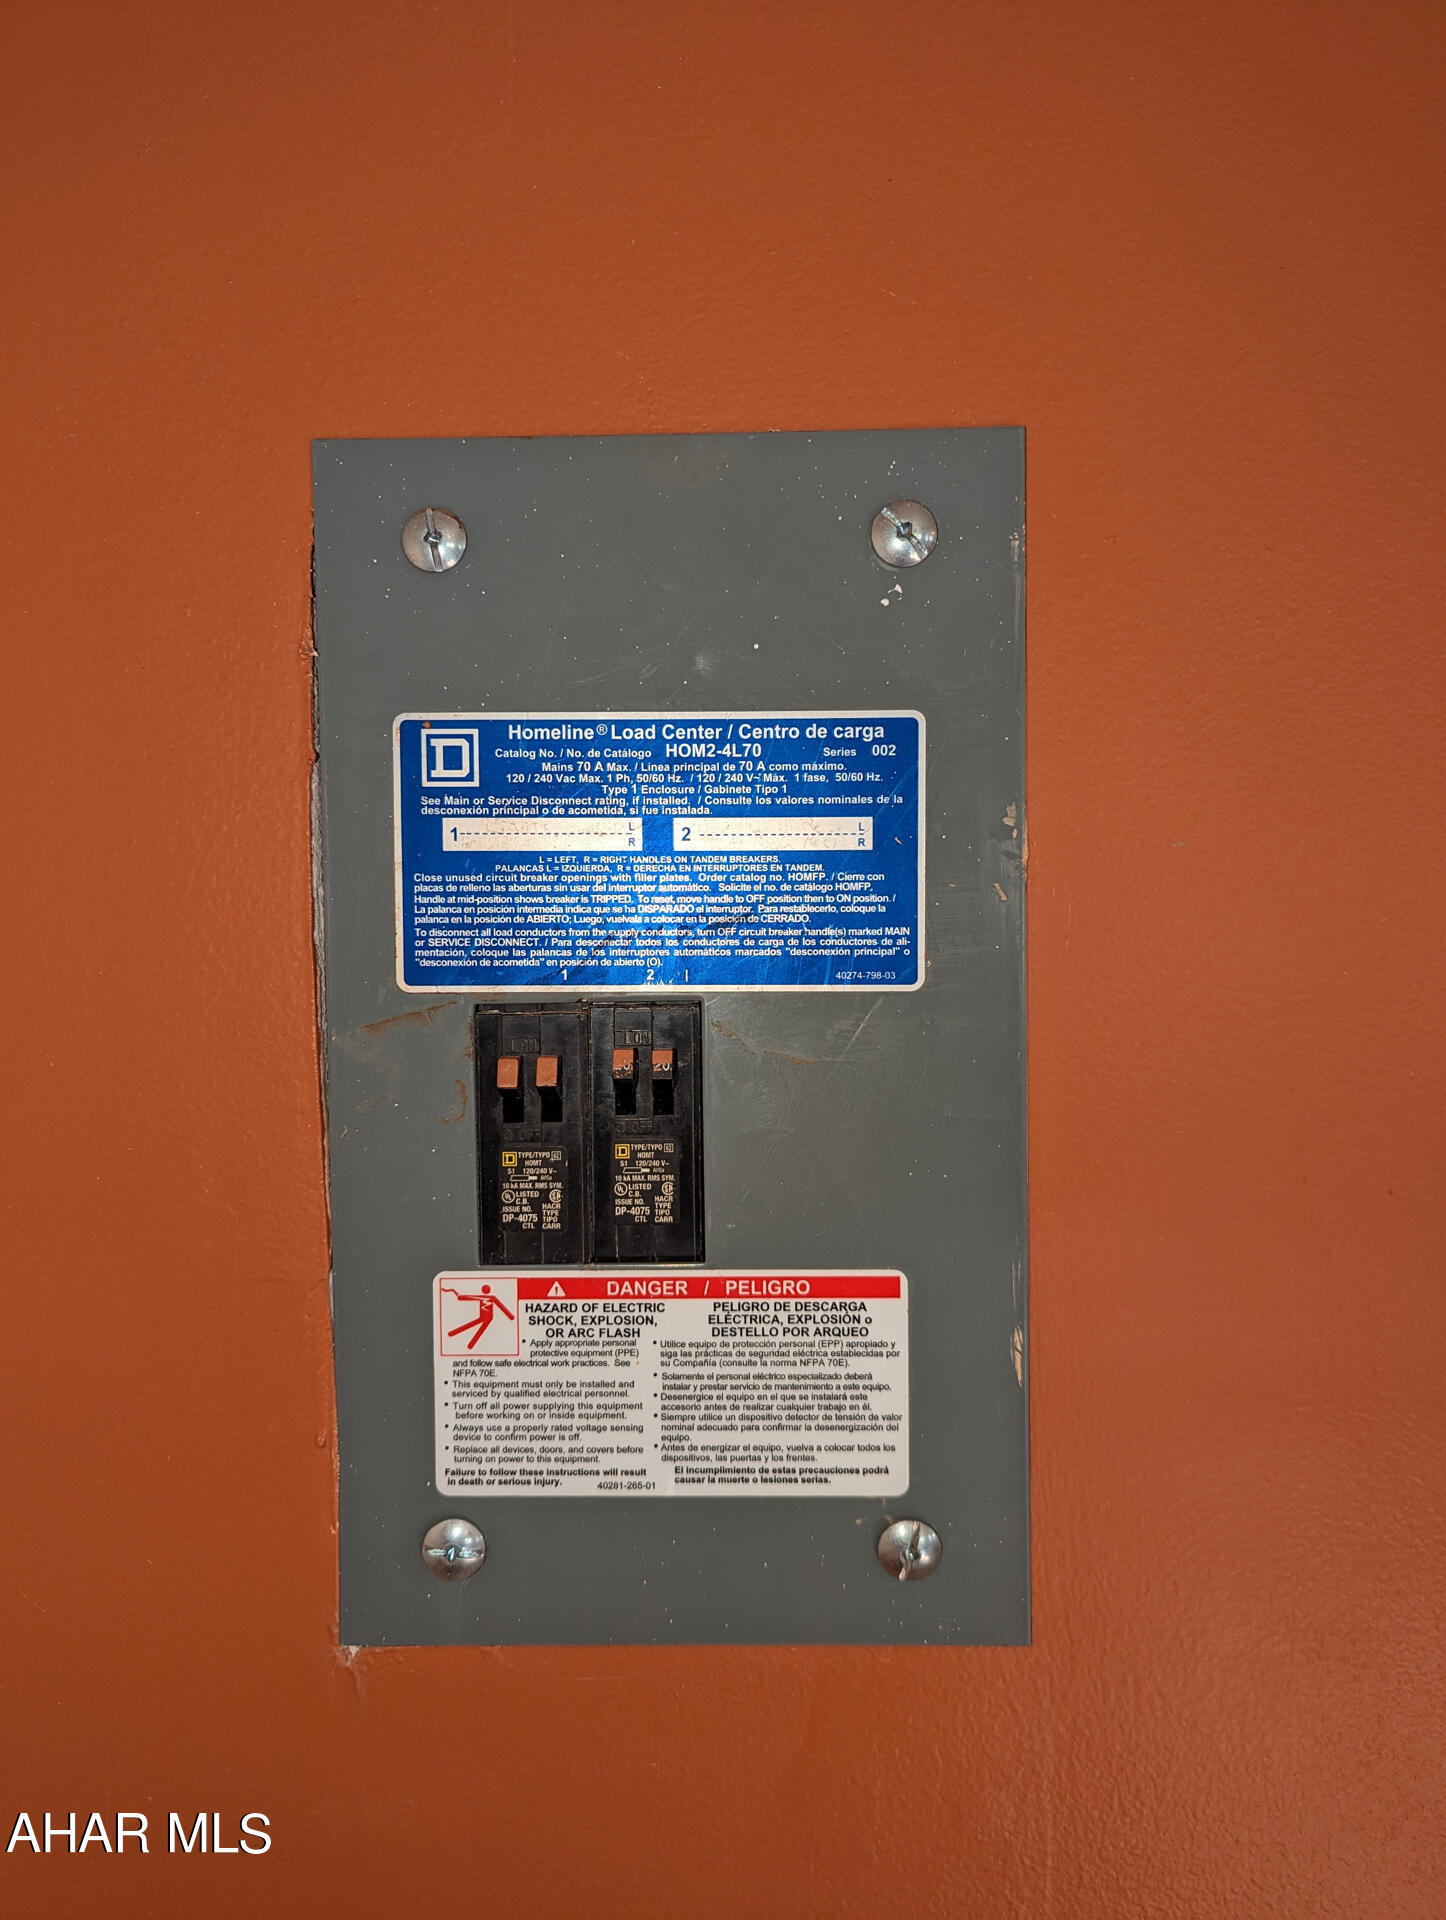 Homeline® Load Center / Centro de carga
Catalog No. / No. de Catálogo HOM2-4L70 Series 002
Mains 70 A Max. / Línea principal de 70 A como máximo.
120 / 240 Vac Max. 1 Ph, 50/60 Hz. / 120 / 240 V~ Máx. 1 fase, 50/60 Hz.
Type 1 Enclosure / Gabinete Tipo 1
See Main or Service Disconnect rating, if installed. / Consulte los valores nominales de la
desconexión principal o de acometida, si fue instalada.
1 L 2 L
R R
L = LEFT, R = RIGHT HANDLES ON TANDEM BREAKERS.
PALANCAS L = IZQUIERDA, R = DERECHA EN INTERRUPTORES EN TANDEM.
Close unused circuit breaker openings with filler plates. Order catalog no. HOMFP. / Cierre con
placas de relleno las aberturas sin usar del interruptor automático. Solicite el no. de catálogo HOMFP.
Handle at mid-position shows breaker is TRIPPED. To reset, move handle to OFF position then to ON position. /
La palanca en posición intermedia indica que se ha DISPARADO el interruptor. Para restablecerlo, coloque la
palanca en la posición de ABIERTO; Luego, vuelvala a colocar en la posición de CERRADO.
To disconnect all load conductors from the supply conductors, turn OFF circuit breaker handle(s) marked MAIN
or SERVICE DISCONNECT. / Para desconectar todos los conductores de carga de los conductores de ali-
mentación, coloque las palancas de los interruptores automáticos marcados "desconexión principal" o
"desconexión de acometida" en posición de abierto (O).
1 2 40274-798-03
ON
OFF
TYPE/TYPO 62
HOMT
S1 120/240 V~
Al/Cu
10 kA MAX. RMS SYM.
UL LISTED
C.B.
ISSUE NO.
DP-4075
CTL
HACR
TYPE
TIPO
CARR
ON
20 20
OFF
TYPE/TYPO 62
HOMT
S1 120/240 V~
Al/Cu
10 kA MAX. RMS SYM.
UL LISTED
C.B.
ISSUE NO.
DP-4075
CTL
HACR
TYPE
TIPO
CARR
DANGER / PELIGRO
HAZARD OF ELECTRIC
SHOCK, EXPLOSION,
OR ARC FLASH
• Apply appropriate personal
protective equipment (PPE)
and follow safe electrical work practices. See
NFPA 70E.
• This equipment must only be installed and
serviced by qualified electrical personnel.
• Turn off all power supplying this equipment
before working on or inside equipment.
• Always use a properly rated voltage sensing
device to confirm power is off.
• Replace all devices, doors, and covers before
turning on power to this equipment.
Failure to follow these instructions will result
in death or serious injury.
40281-265-01
PELIGRO DE DESCARGA
ELÉCTRICA, EXPLOSIÓN o
DESTELLO POR ARQUEO
• Utilice equipo de protección personal (EPP) apropiado y
siga las prácticas de seguridad eléctrica establecidas por
su Compañía (consulte la norma NFPA 70E).
• Solamente el personal eléctrico especializado deberá
instalar y prestar servicio de mantenimiento a este equipo.
• Desenergice el equipo en el que se instalará este
accesorio antes de realizar cualquier trabajo en él.
• Siempre utilice un dispositivo detector de tensión de valor
nominal adecuado para confirmar la desenergización del
equipo.
• Antes de energizar el equipo, vuelva a colocar todos los
dispositivos, las puertas y los frentes.
El incumplimiento de estas precauciones podrá
causar la muerte o lesiones serias.
AHAR MLS